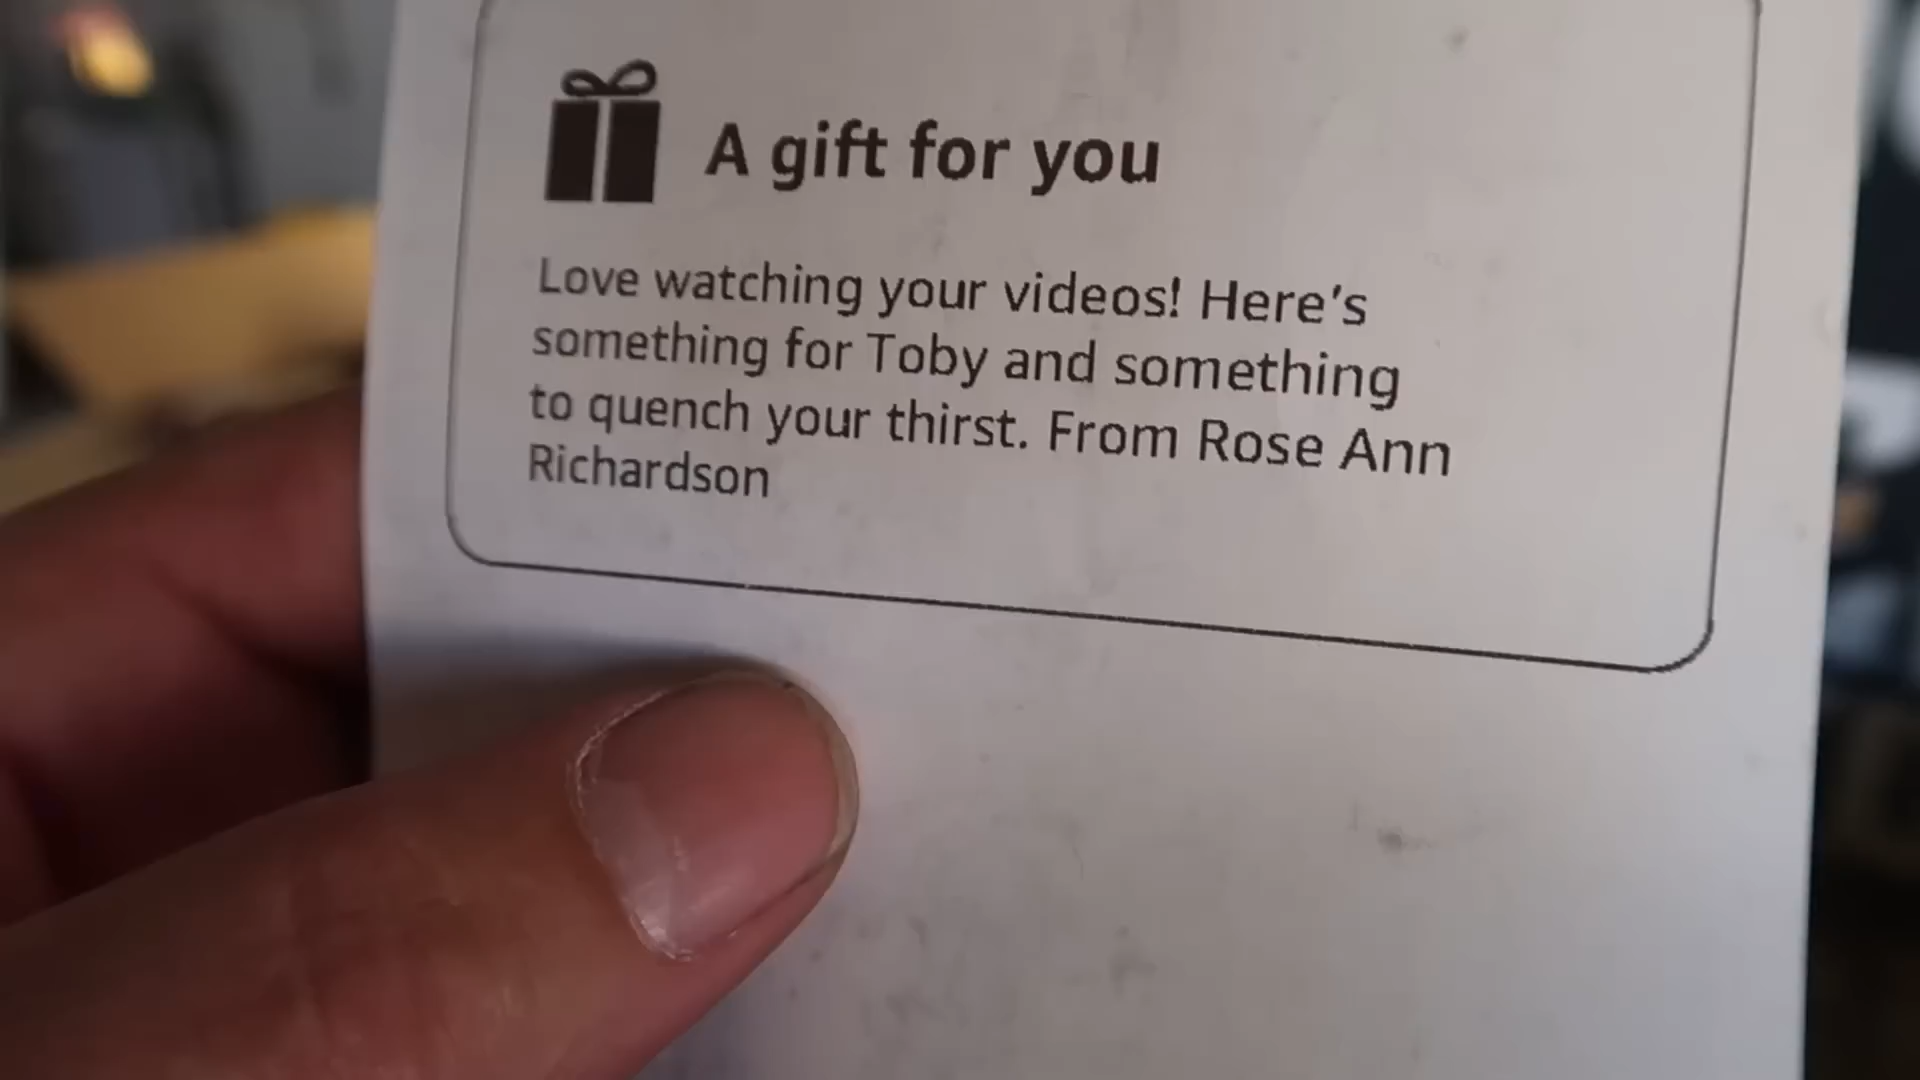 A gift for you
Love watching your videos! Here's
something for Toby and something
to quench your thirst. From Rose Ann
Richardson